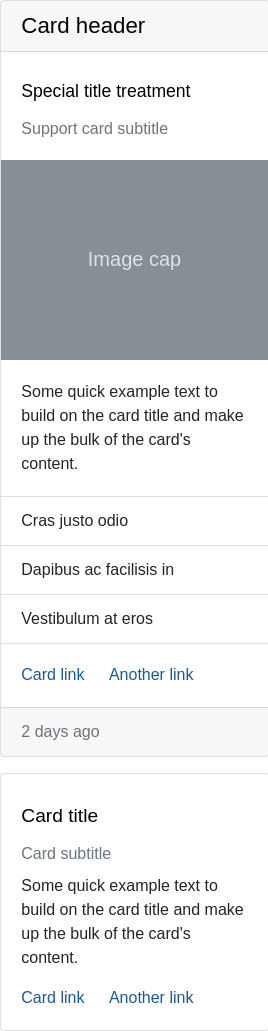 Card header
Special title treatment
Support card subtitle
Image cap
Some quick example text to
build on the card title and make
up the bulk of the card's
content.
Cras justo odio
Dapibus ac facilisis in
Vestibulum at eros
Card link Another link
2 days ago
Card title
Card subtitle
Some quick example text to
build on the card title and make
up the bulk of the card's
content.
Card link Another link